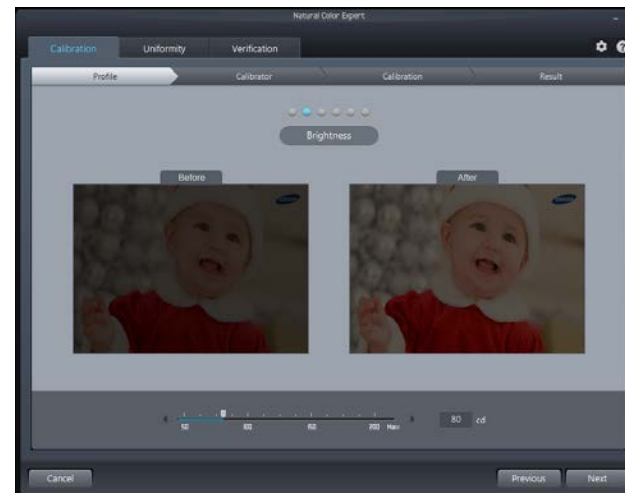 Natural Color Expert
Calibration Uniformity Verification
Profile Calibrator Calibration Result
Brightness
Before After
50 100 150 200 Max
80 cd
Cancel Previous Next